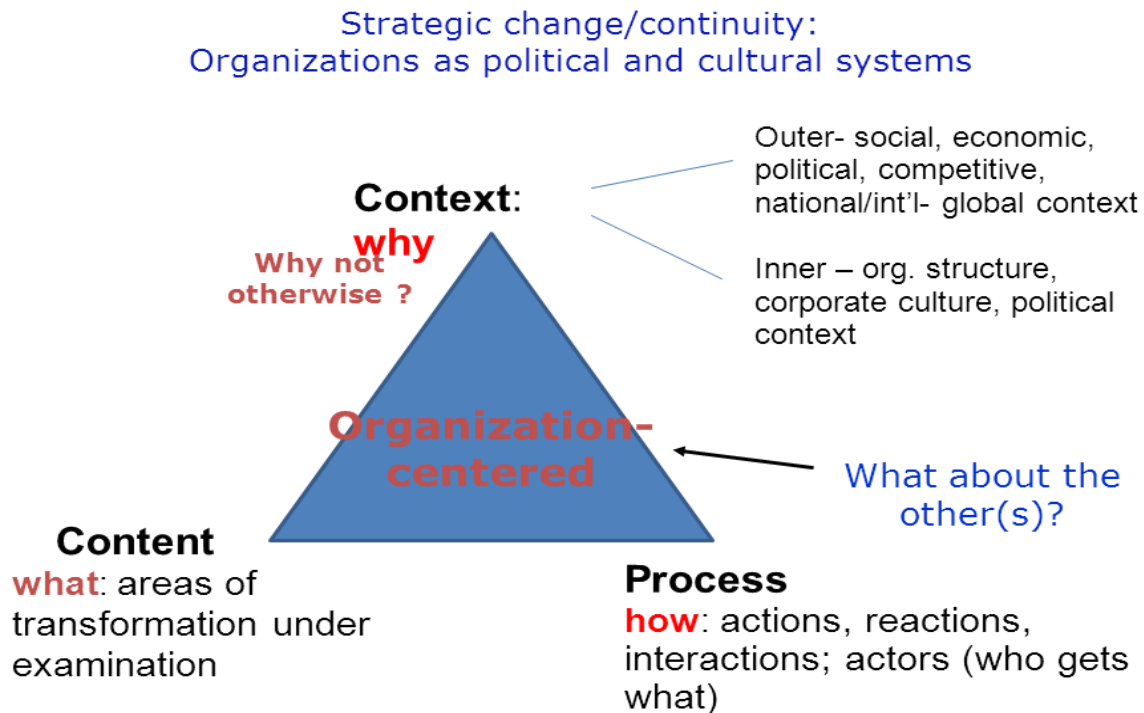 Strategic change/continuity:
Organizations as political and cultural systems
Outer- social, economic,
political, competitive,
national/int'l- global context
Context:
why
Why not
otherwise ?
Inner – org. structure,
corporate culture, political
context
Organization-
centered
What about the
other(s)?
Content
what: areas of
transformation under
examination
Process
how: actions, reactions,
interactions; actors (who gets
what)